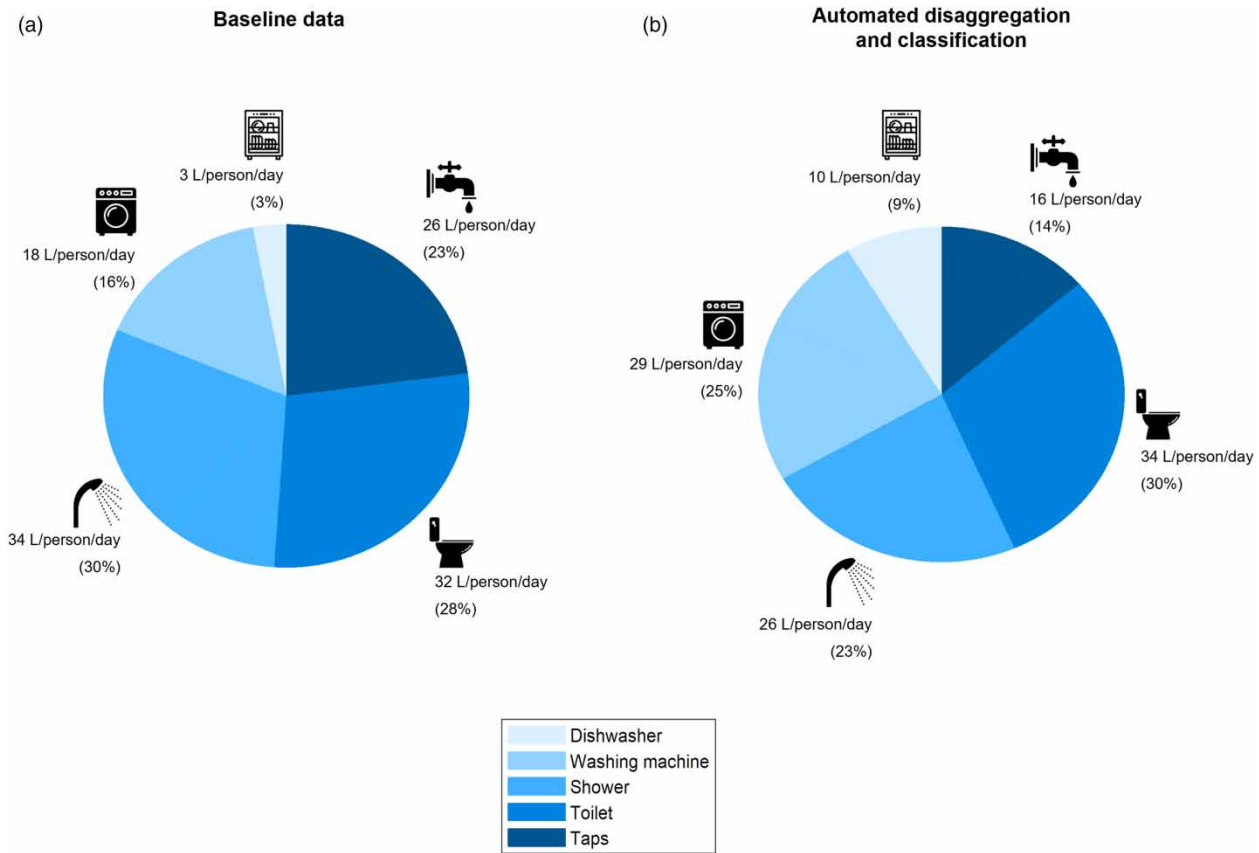 (a)
Baseline data
3 L/person/day
(3%)
26 L/person/day
(23%)
18 L/person/day
(16%)
34 L/person/day
(30%)
32 L/person/day
(28%)
(b)
Automated disaggregation
and classification
10 L/person/day
(9%)
16 L/person/day
(14%)
29 L/person/day
(25%)
34 L/person/day
(30%)
26 L/person/day
(23%)
Dishwasher
Washing machine
Shower
Toilet
Taps